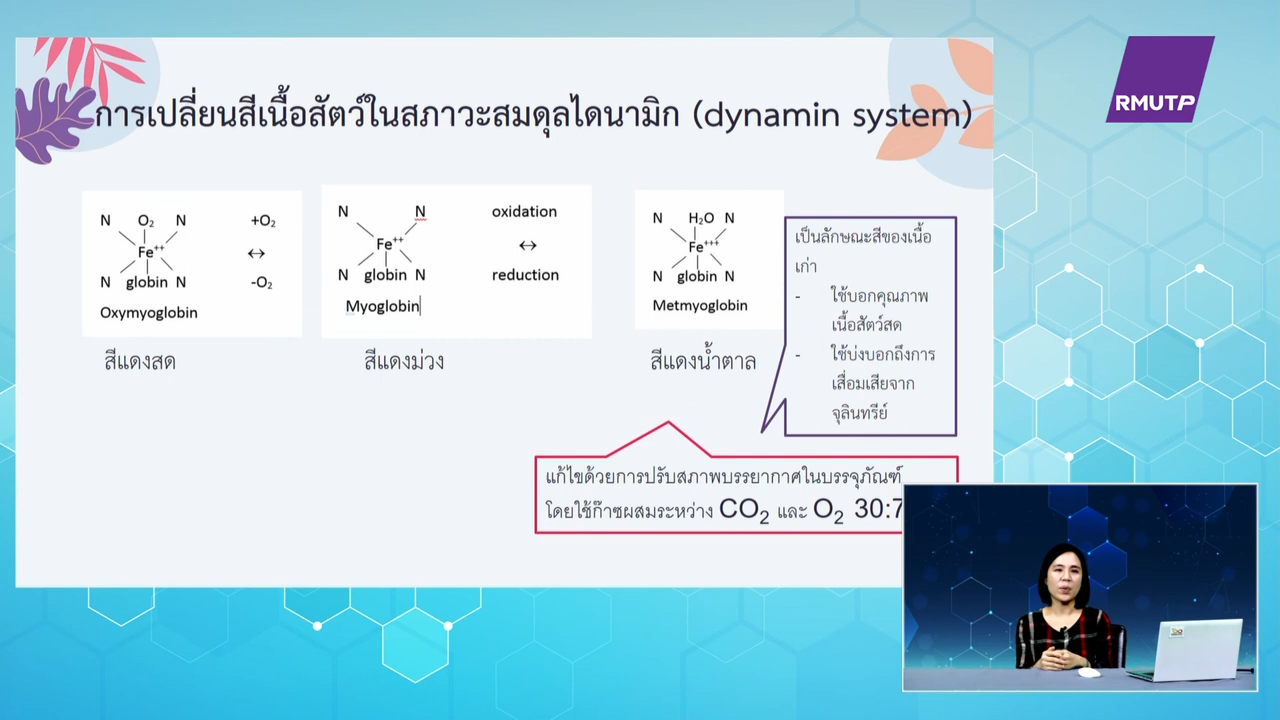 RMUTP
การเปลี่ยนสีเนื้อสัตว์ในสภาวะสมดุลไดนามิก (dynamin system)
N O₂ N +O₂
Fe⁺⁺ ↔
N globin N -O₂
Oxymyoglobin
สีแดงสด
N N oxidation
Fe⁺⁺ ↔
N globin N reduction
Myoglobin
สีแดงม่วง
N H₂O N
Fe⁺⁺⁺
N globin N
Metmyoglobin
สีแดงน้ำตาล
เป็นลักษณะสีของเนื้อ
เก่า
- ใช้บอกคุณภาพ
เนื้อสัตว์สด
- ใช้บ่งบอกถึงการ
เสื่อมเสียจาก
จุลินทรีย์
แก้ไขด้วยการปรับสภาพบรรยากาศในบรรจุภัณฑ์
โดยใช้ก๊าซผสมระหว่าง CO₂ และ O₂ 30:7